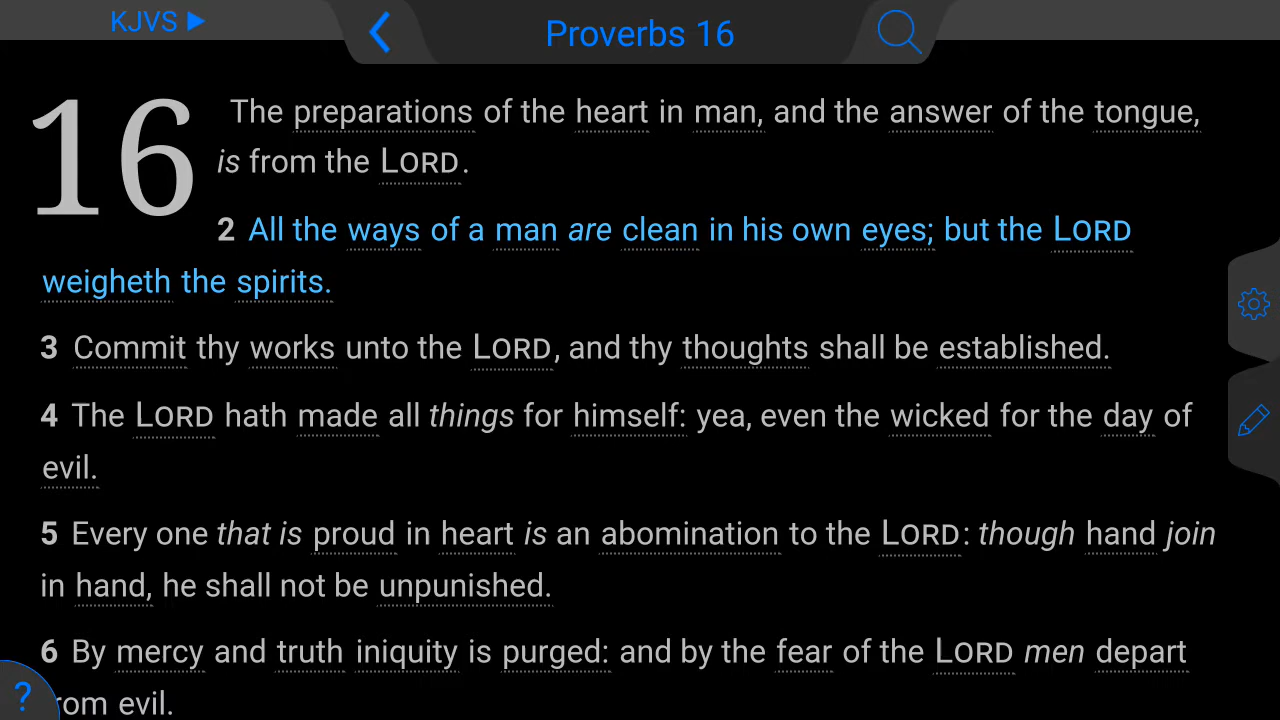 KJVS
Proverbs 16
16 The preparations of the heart in man, and the answer of the tongue,
is from the LORD.
2 All the ways of a man are clean in his own eyes; but the LORD
weigheth the spirits.
3 Commit thy works unto the LORD, and thy thoughts shall be established.
4 The LORD hath made all things for himself: yea, even the wicked for the day of
evil.
5 Every one that is proud in heart is an abomination to the LORD: though hand join
in hand, he shall not be unpunished.
6 By mercy and truth iniquity is purged: and by the fear of the LORD men depart
? rom evil.